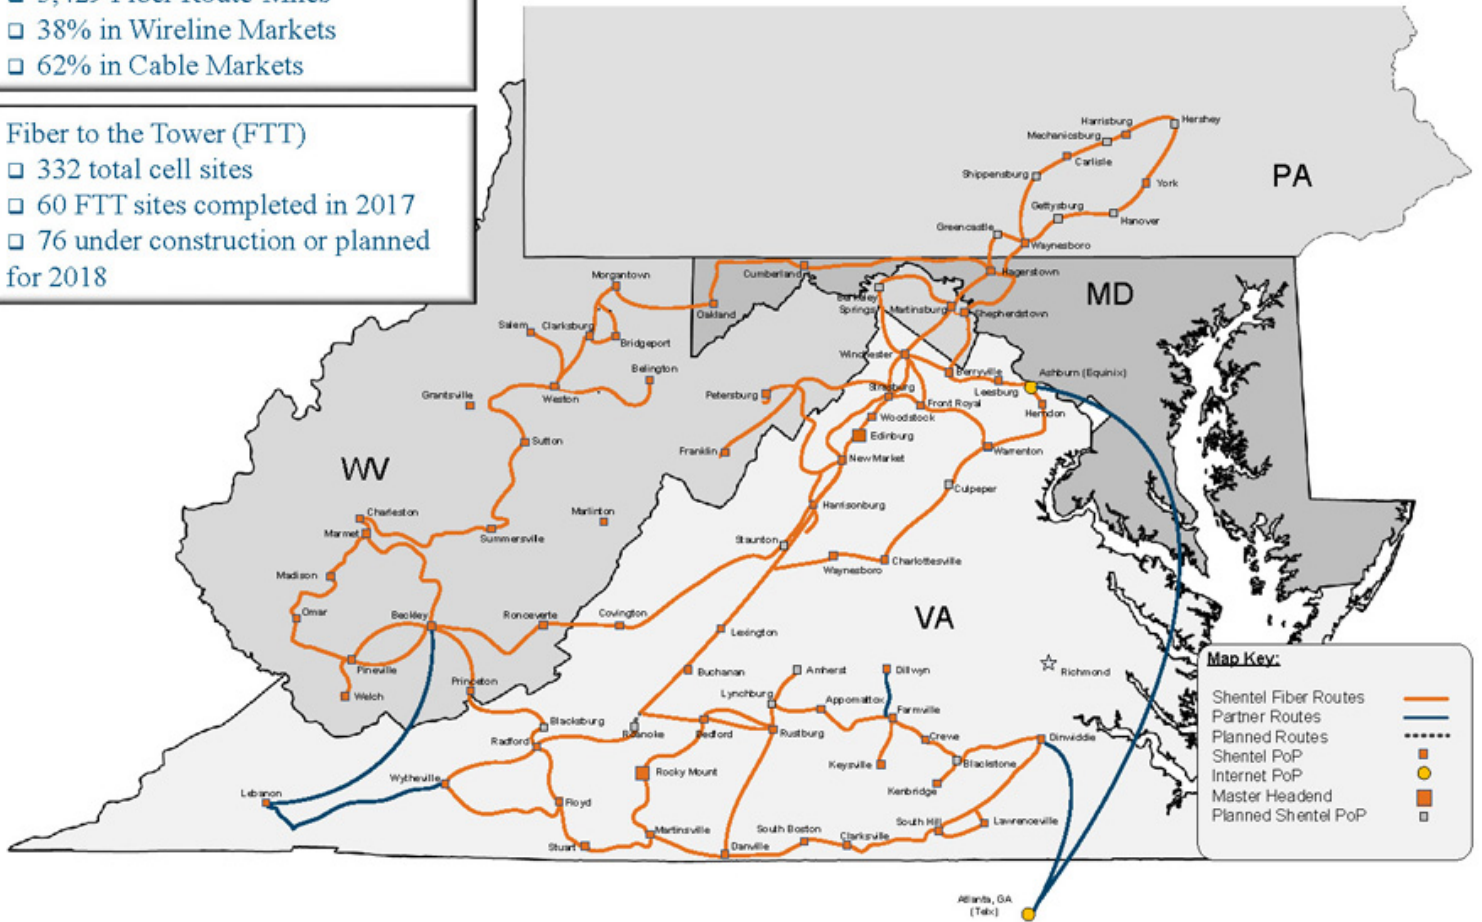 38% in Wireline Markets
62% in Cable Markets
Fiber to the Tower (FTT)
332 total cell sites
60 FTT sites completed in 2017
76 under construction or planned
for 2018
Harrisburg
Hershey
Mechanicsburg
Carlisle
Shippensburg
York
PA
Gettysburg
Hanover
Greencastle
Waynesboro
Morgantown
Cumberland
Hagerstown
MD
Oakland
Berkeley
Springs
Martinsburg
Shepherdstown
Salem
Clarksburg
Bridgeport
Winchester
Belington
Berryville
Ashburn (Equinix)
Leesburg
Grantsville
Weston
Petersburg
Strasburg
Front Royal
Herndon
Woodstock
Edinburg
Sutton
Franklin
New Market
Warrenton
WV
Culpeper
Charleston
Marlinton
Harrisonburg
Marmet
Summersville
Staunton
Waynesboro
Charlottesville
Madison
Omar
Beckley
Ronceverte
Covington
Lexington
VA
Pineville
Buchanan
Amherst
Dillwyn
Richmond
Welch
Princeton
Lynchburg
Appomattox
Farmville
Blacksburg
Roanoke
Bedford
Rustburg
Crewe
Dinwiddie
Radford
Rocky Mount
Keysville
Blackstone
Wytheville
Kenbridge
Lebanon
Floyd
South Hill
Lawrenceville
Martinsville
South Boston
Clarksville
Stuart
Danville
Atlanta, GA
(Telx)
Map Key:
Shentel Fiber Routes
Partner Routes
Planned Routes
Shentel PoP
Internet PoP
Master Headend
Planned Shentel PoP